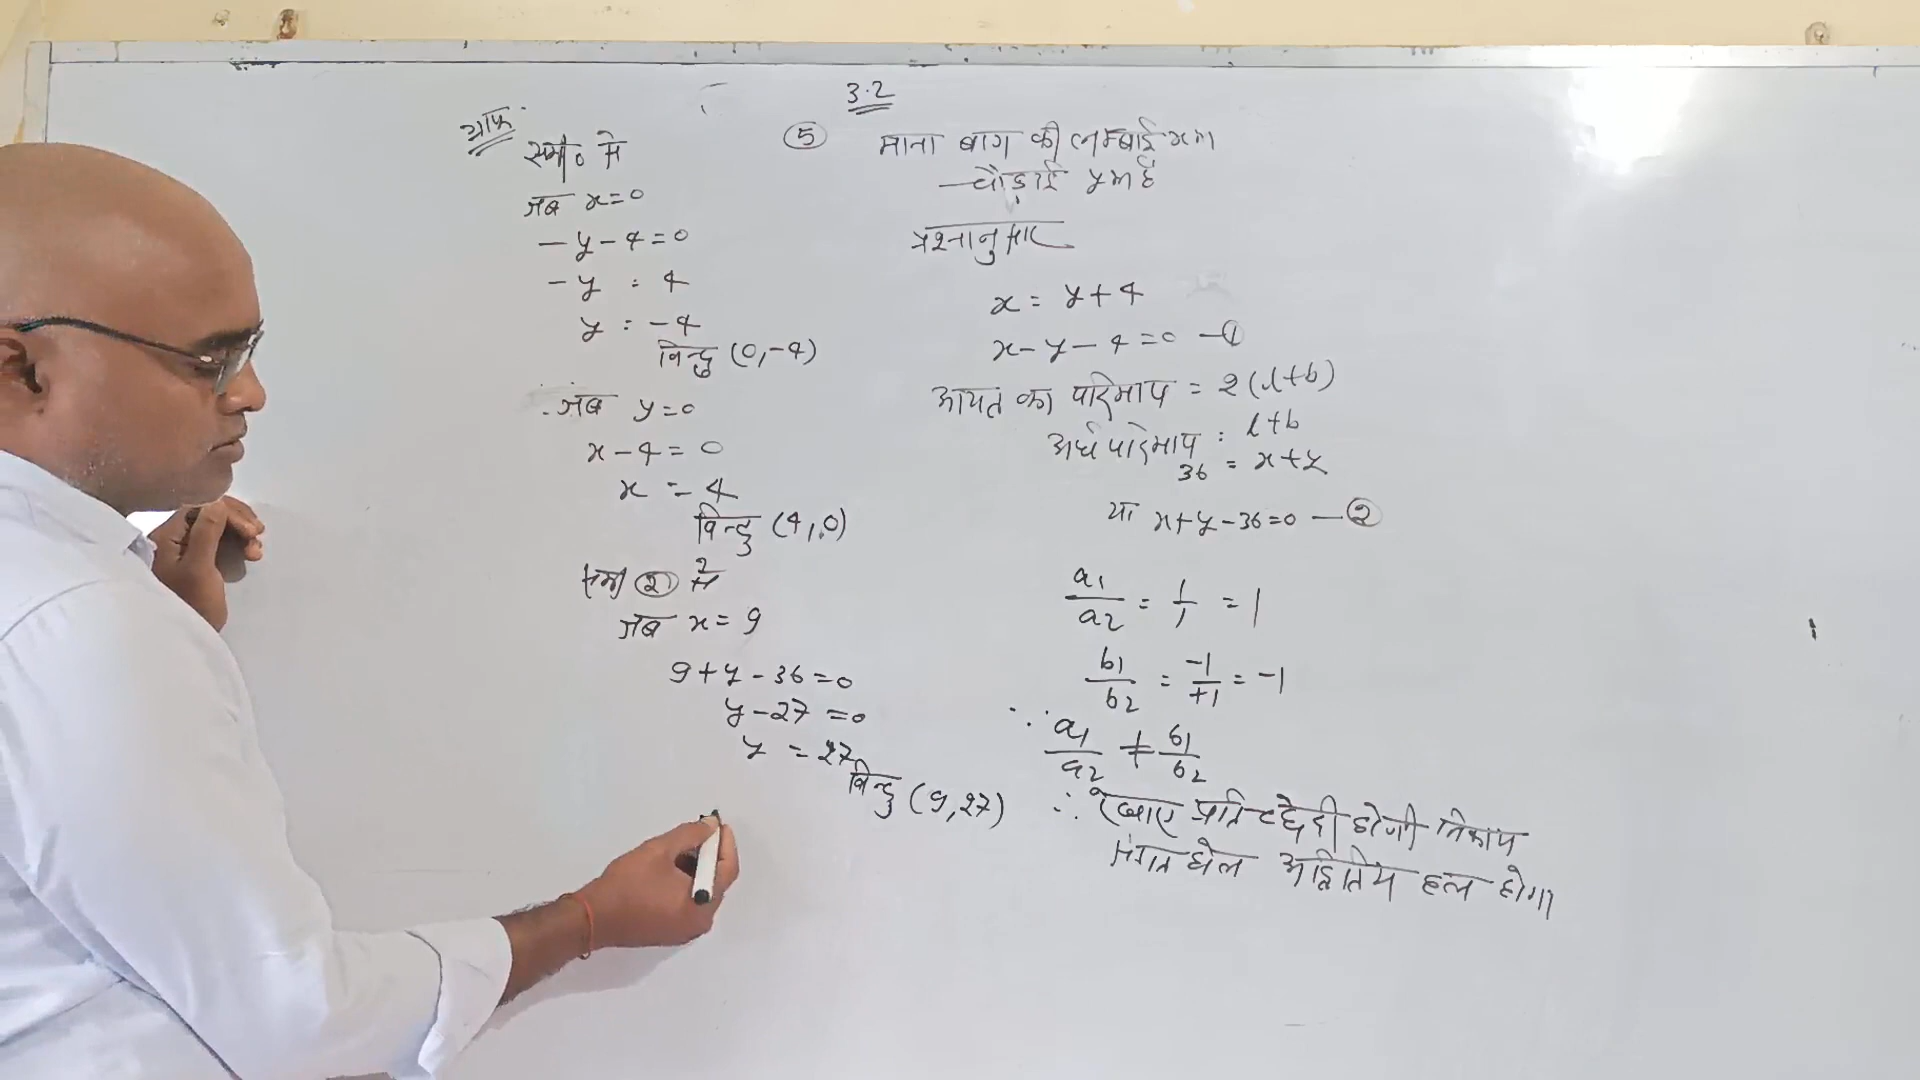 3.2
ग्राफ
समी० में
जब x=0
-y-4=0
-y = 4
y = -4
बिन्दु (0,-4)
जब y=0
x-4=0
x = 4
बिन्दु (4,0)
समी ② में
जब x=9
9+y-36=0
y-27=0
y = 27
बिन्दु (9,27)
⑤ माना बाग की लम्बाई x m
चौड़ाई y m है
प्रश्नानुसार
x = y+4
x-y-4=0 —①
आयत का परिमाप = 2(l+b)
अर्ध परिमाप = l+b
36 = x+y
या x+y-36=0 —②
a1/a2 = 1/1 = 1
b1/b2 = -1/+1 = -1
∵ a1/a2 ≠ b1/b2
∴ रेखाए प्रतिच्छेदी होगी निकाय
संगत होगा अद्वितिय हल होगा